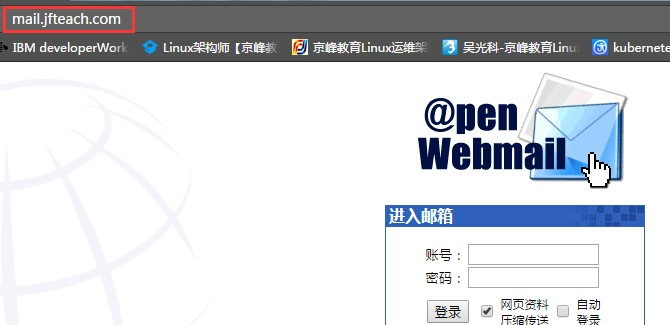 mail.jfteach.com
IBM developerWork
Linux架构师【京峰
京峰教育Linux运维架
吴光科-京峰教育Linu
kubernete
@pen
Webmail
进入邮箱
账号：
密码：
登录 网页资料 自动
压缩传送 登录